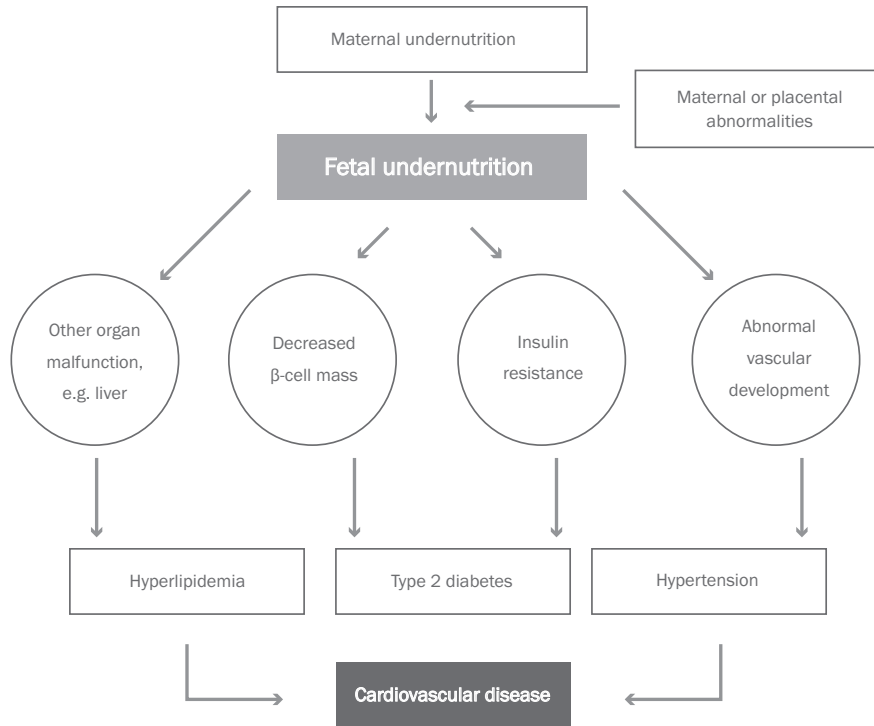 Maternal undernutrition
Maternal or placental
abnormalities
Fetal undernutrition
Other organ
malfunction,
e.g. liver
Decreased
β-cell mass
Insulin
resistance
Abnormal
vascular
development
Hyperlipidemia
Type 2 diabetes
Hypertension
Cardiovascular disease